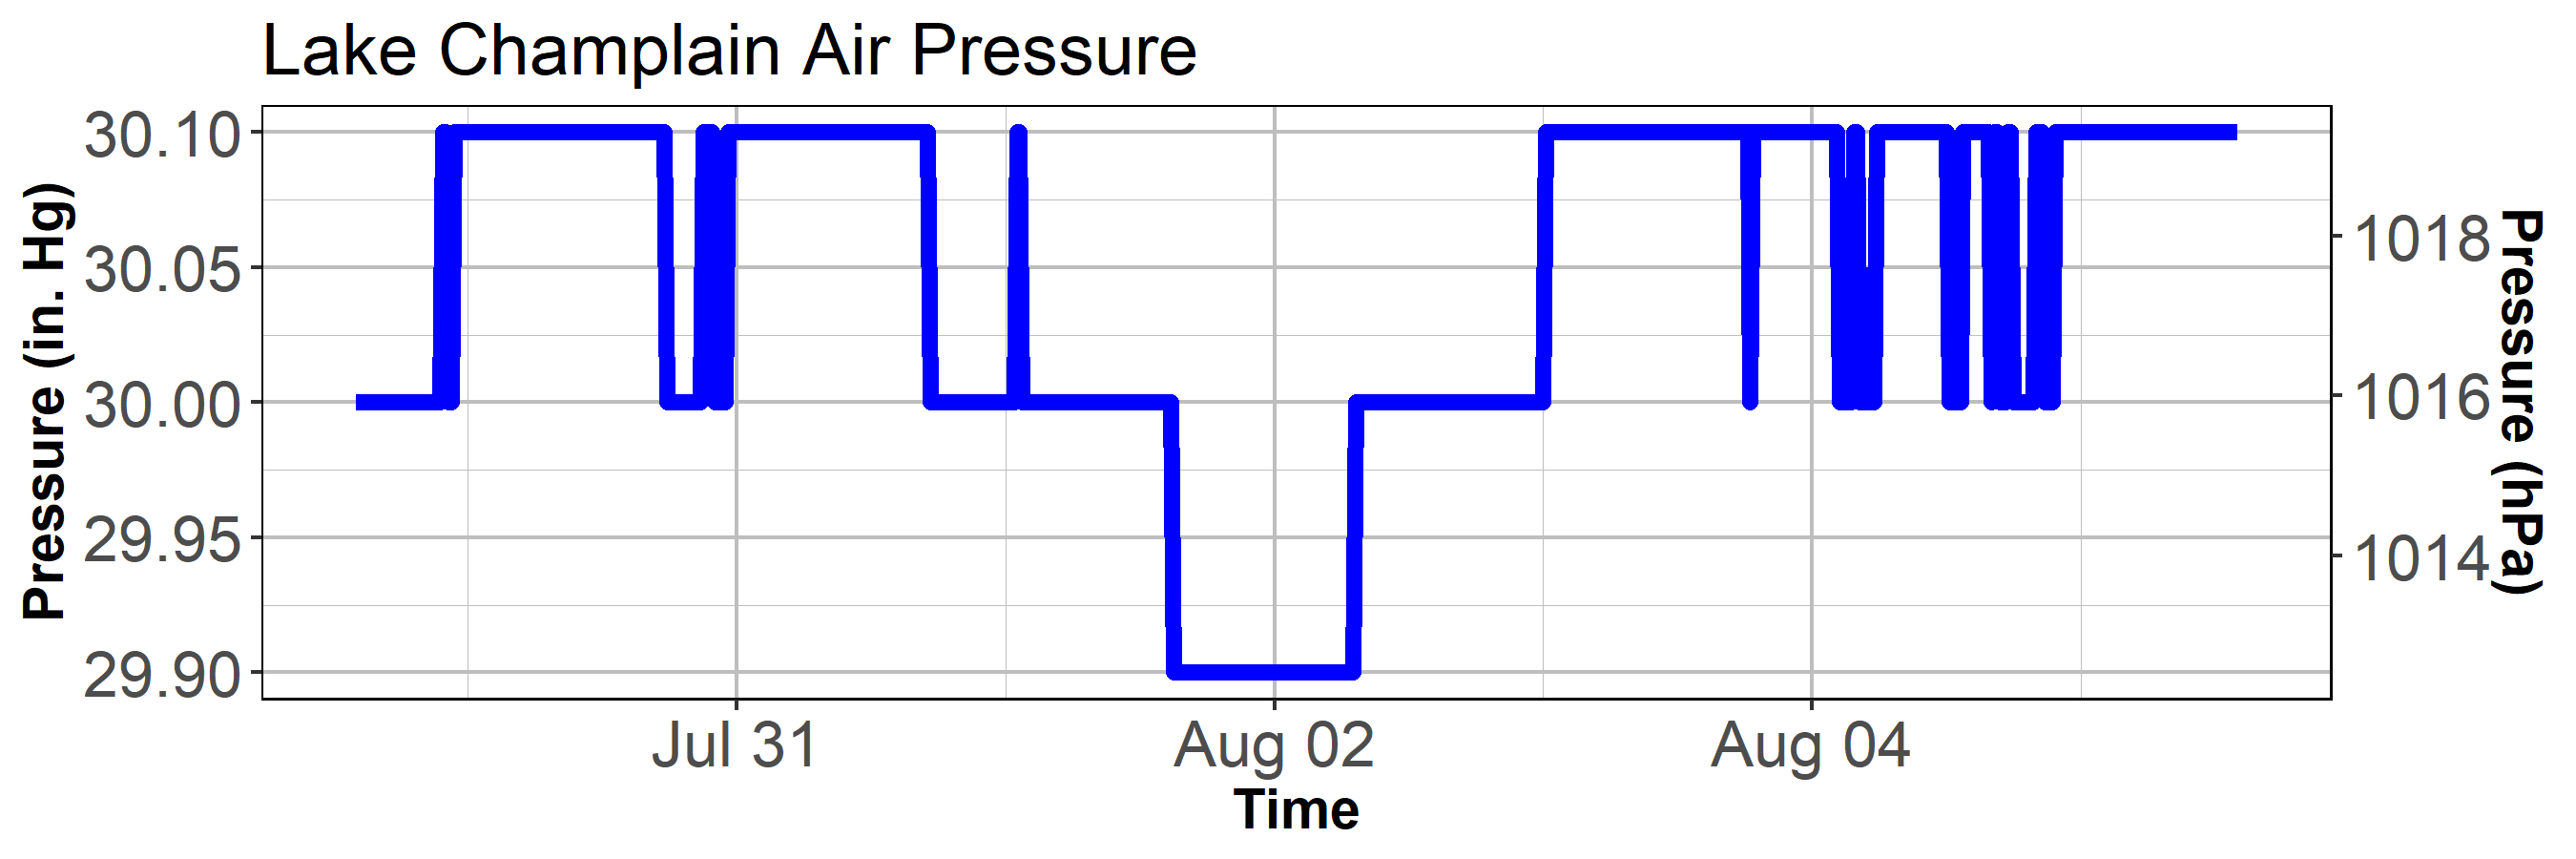 Lake Champlain Air Pressure
30.10
30.05
30.00
29.95
29.90
Pressure (in. Hg)
1018
1016
1014
Pressure (hPa)
Jul 31
Aug 02
Aug 04
Time